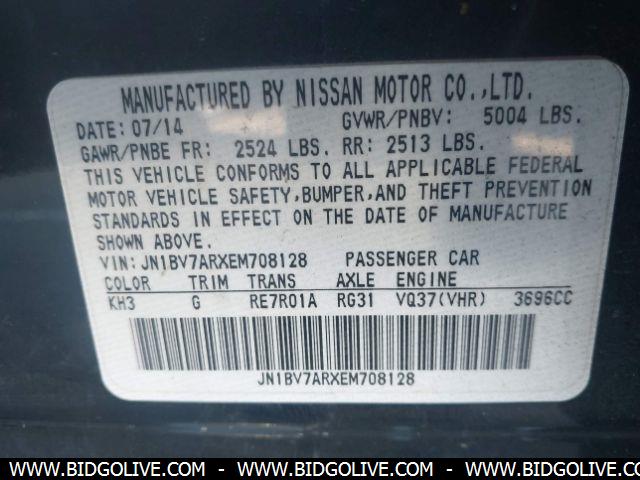 MANUFACTURED BY NISSAN MOTOR CO.,LTD.
DATE: 07/14 GVWR/PNBV: 5004 LBS.
GAWR/PNBE FR: 2524 LBS. RR: 2513 LBS.
THIS VEHICLE CONFORMS TO ALL APPLICABLE FEDERAL
MOTOR VEHICLE SAFETY,BUMPER,AND THEFT PREVENTION
STANDARDS IN EFFECT ON THE DATE OF MANUFACTURE
SHOWN ABOVE.
VIN: JN1BV7ARXEM708128 PASSENGER CAR
COLOR TRIM TRANS AXLE ENGINE
KH3 G RE7R01A RG31 VQ37(VHR) 3696CC
JN1BV7ARXEM708128
WWW.BIDGOLIVE.COM - WWW.BIDGOLIVE.COM - WWW.BIDGOLIVE.COM